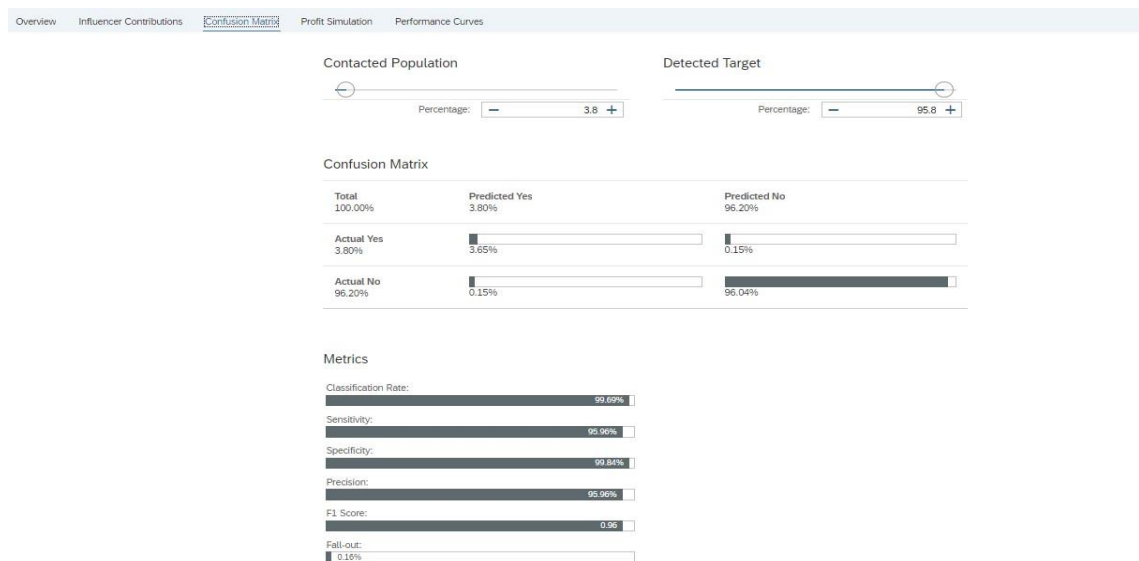 Overview Influencer Contributions Confusion Matrix Profit Simulation Performance Curves
Contacted Population Detected Target
Percentage: − 3.8 + Percentage: − 95.8 +
Confusion Matrix
Total Predicted Yes Predicted No
100.00% 3.80% 96.20%
Actual Yes
3.80% 3.65% 0.15%
Actual No
96.20% 0.15% 96.04%
Metrics
Classification Rate:
99.69%
Sensitivity:
95.96%
Specificity:
99.84%
Precision:
95.96%
F1 Score:
0.96
Fall-out:
0.16%